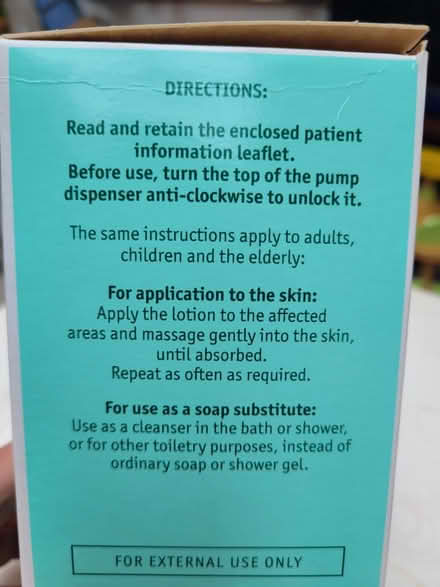 DIRECTIONS:
Read and retain the enclosed patient
information leaflet.
Before use, turn the top of the pump
dispenser anti-clockwise to unlock it.
The same instructions apply to adults,
children and the elderly:
For application to the skin:
Apply the lotion to the affected
areas and massage gently into the skin,
until absorbed.
Repeat as often as required.
For use as a soap substitute:
Use as a cleanser in the bath or shower,
or for other toiletry purposes, instead of
ordinary soap or shower gel.
FOR EXTERNAL USE ONLY